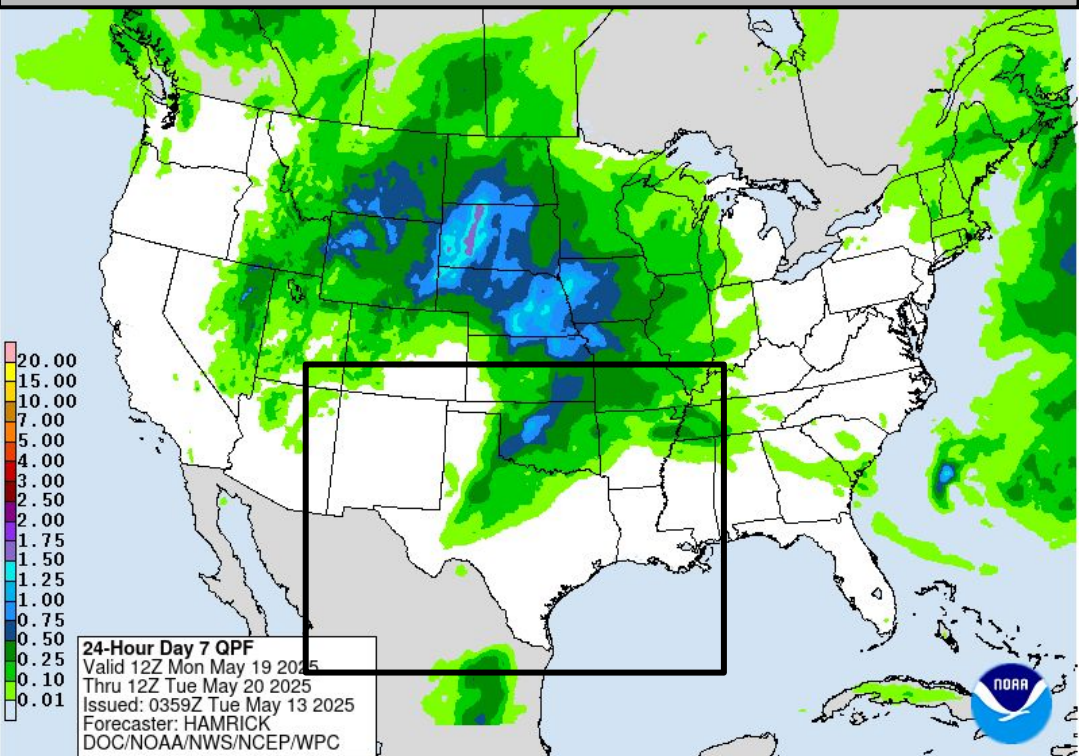 20.00
15.00
10.00
7.00
5.00
4.00
3.00
2.50
2.00
1.75
1.50
1.25
1.00
0.75
0.50
0.25
0.10
0.01
24-Hour Day 7 QPF
Valid 12Z Mon May 19 2025
Thru 12Z Tue May 20 2025
Issued: 0359Z Tue May 13 2025
Forecaster: HAMRICK
DOC/NOAA/NWS/NCEP/WPC
NOAA